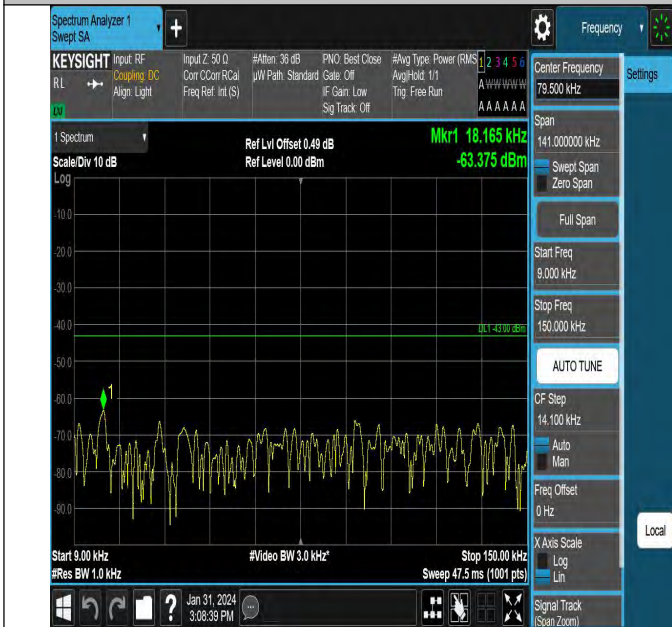 Spectrum Analyzer 1
Swept SA
+
Frequency
KEYSIGHT
RL
Input: RF
Coupling: DC
Align: Light
Input Z: 50 Ω
Corr CCorr RCal
Freq Ref: Int (S)
#Atten: 36 dB
µW Path: Standard
PNO: Best Close
Gate: Off
IF Gain: Low
Sig Track: Off
#Avg Type: Power (RMS
Avg|Hold: 1/1
Trig: Free Run
1 2 3 4 5 6
A W W W W W
A A A A A A
1 Spectrum
Scale/Div 10 dB
Log
Ref Lvl Offset 0.49 dB
Ref Level 0.00 dBm
Mkr1 18.165 kHz
-63.375 dBm
-10.0
-20.0
-30.0
-40.0
-50.0
-60.0
-70.0
-80.0
-90.0
DL1 -43.00 dBm
1
Start 9.00 kHz
#Res BW 1.0 kHz
#Video BW 3.0 kHz*
Stop 150.00 kHz
Sweep 47.5 ms (1001 pts)
Jan 31, 2024
3:08:39 PM
?
Center Frequency
79.500 kHz
Settings
Span
141.000000 kHz
Swept Span
Zero Span
Full Span
Start Freq
9.000 kHz
Stop Freq
150.000 kHz
AUTO TUNE
CF Step
14.100 kHz
Auto
Man
Freq Offset
0 Hz
X Axis Scale
Log
Lin
Local
Signal Track
(Span Zoom)